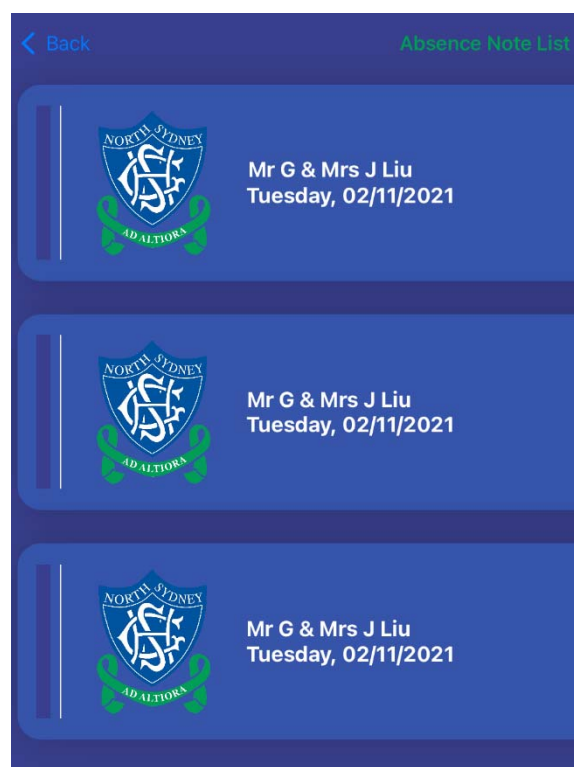 Back
Absence Note List
NORTH SYDNEY
AD ALTIORA
Mr G & Mrs J Liu
Tuesday, 02/11/2021
NORTH SYDNEY
AD ALTIORA
Mr G & Mrs J Liu
Tuesday, 02/11/2021
NORTH SYDNEY
AD ALTIORA
Mr G & Mrs J Liu
Tuesday, 02/11/2021